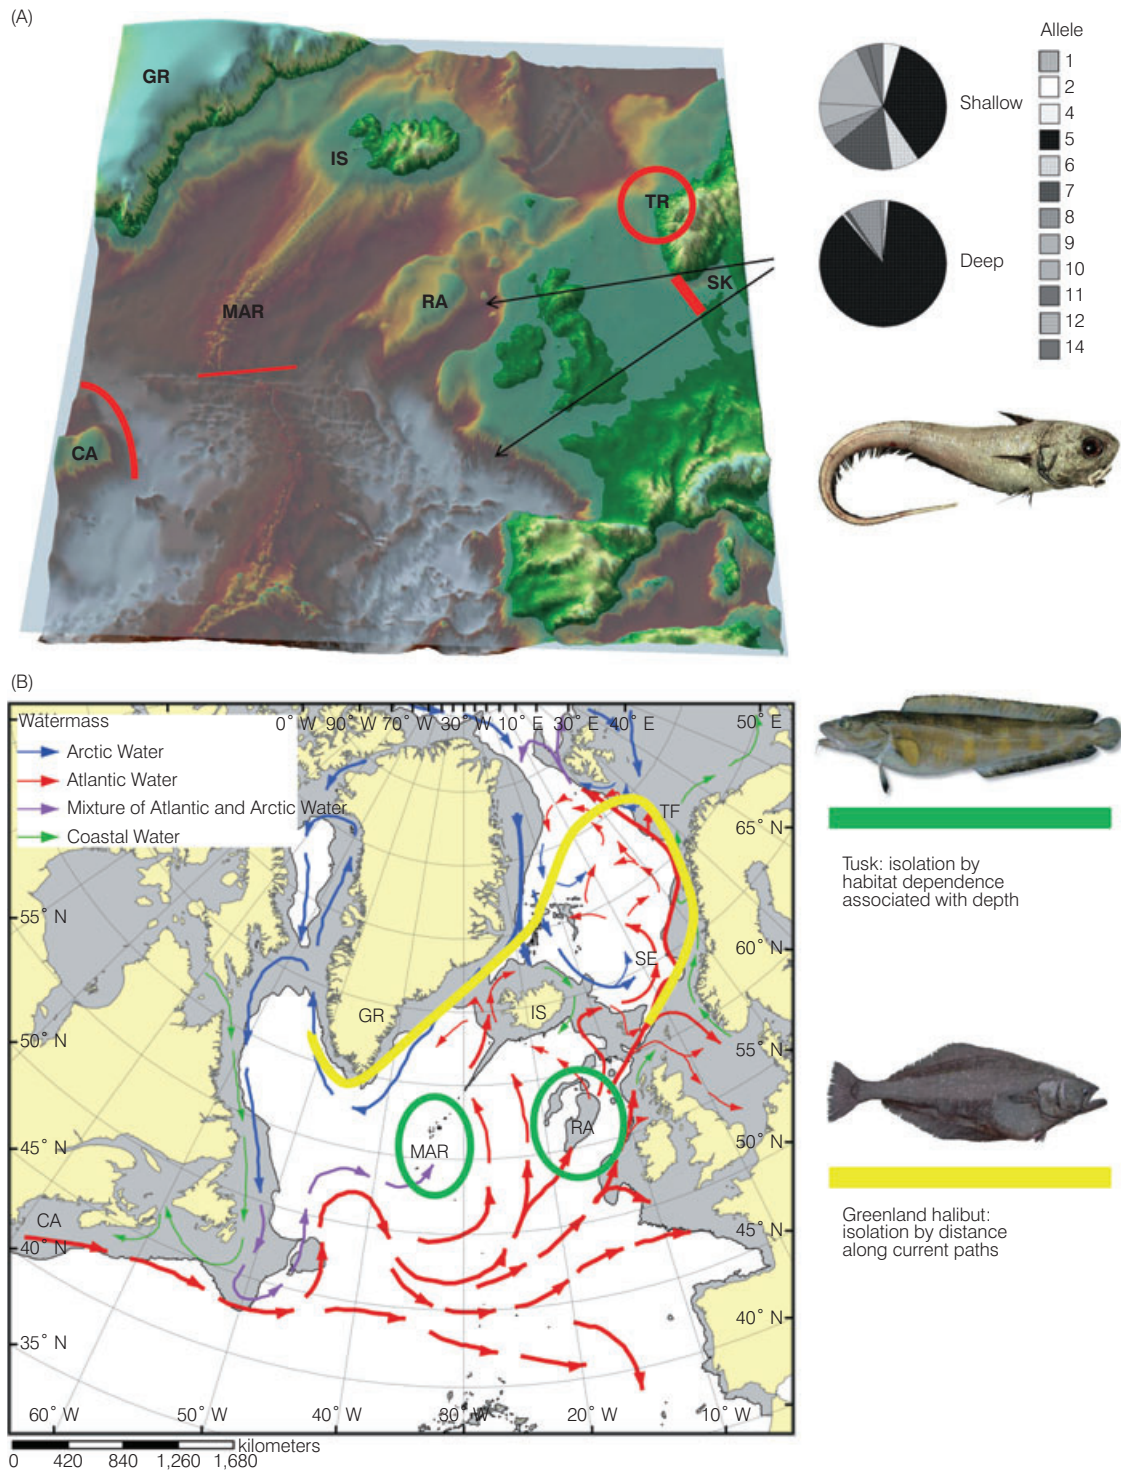 (A)
GR
IS
TR
RA
SK
MAR
CA
Shallow
Deep
Allele
1
2
4
5
6
7
8
9
10
11
12
14
(B)
Watermass
Arctic Water
Atlantic Water
Mixture of Atlantic and Arctic Water
Coastal Water
0° W 90° W 70° W 30° W 10° E 30° E 40° E 50° E
TF
65° N
55° N
60° N
SE
GR
IS
50° N
55° N
RA
50° N
MAR
45° N
CA
45° N
40° N
40° N
35° N
60° W 50° W 40° W 30° W 20° W 10° W
kilometers
0 420 840 1,260 1,680
Tusk: isolation by
habitat dependence
associated with depth
Greenland halibut:
isolation by distance
along current paths